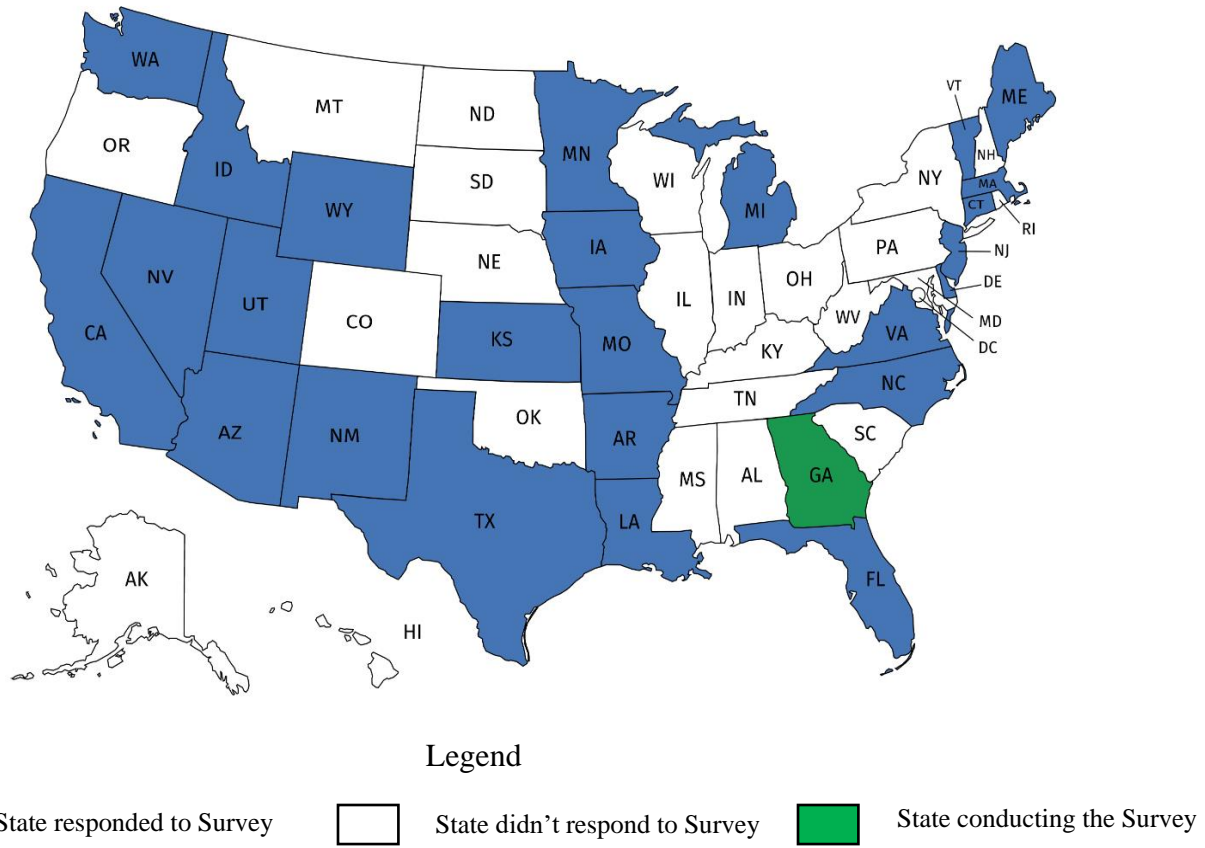 WA
MT
ND
MN
VT
ME
OR
ID
SD
WI
NY
NH
MA
WY
MI
CT
RI
NV
IA
NE
PA
NJ
UT
IL
IN
OH
DE
CA
CO
KS
MO
WV
VA
MD
DC
KY
NC
AZ
NM
OK
AR
TN
SC
MS
AL
GA
TX
LA
FL
AK
HI
Legend
State responded to Survey
State didn’t respond to Survey
State conducting the Survey